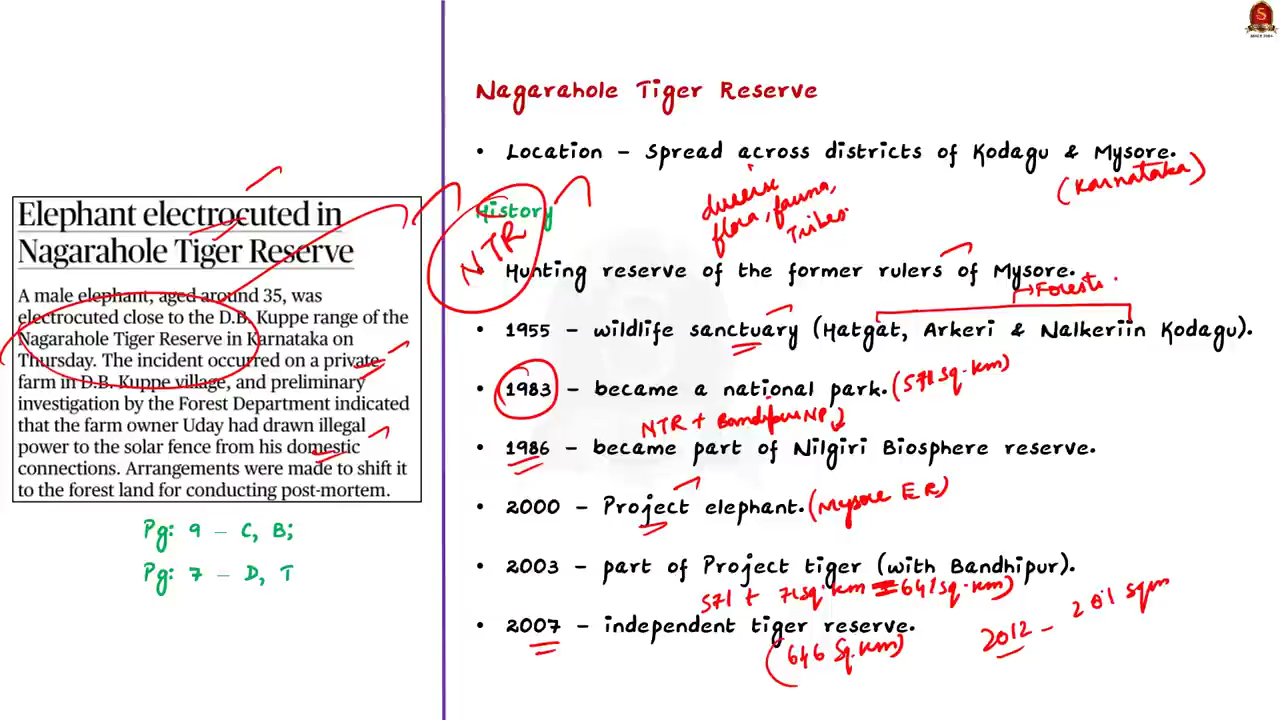 Elephant electrocuted in
Nagarahole Tiger Reserve
A male elephant, aged around 35, was
electrocuted close to the D.B. Kuppe range of the
Nagarahole Tiger Reserve in Karnataka on
Thursday. The incident occurred on a private
farm in D.B. Kuppe village, and preliminary
investigation by the Forest Department indicated
that the farm owner Uday had drawn illegal
power to the solar fence from his domestic
connections. Arrangements were made to shift it
to the forest land for conducting post-mortem.
Pg: 9 – C, B;
Pg: 7 – D, T
Nagarahole Tiger Reserve
• Location – Spread across districts of Kodagu & Mysore.
(Karnataka)
diverse
flora, fauna,
Tribes.
History
NTR
• Hunting reserve of the former rulers of Mysore.
→Forests.
• 1955 – wildlife sanctuary (Hatgat, Arkeri & Nalkeriin Kodagu).
• 1983 – became a national park. (571 sq.km)
NTR + Bandipur NP
• 1986 – became part of Nilgiri Biosphere reserve.
• 2000 – Project elephant. (Mysore ER)
• 2003 – part of Project tiger (with Bandhipur).
571 + 71 sq.km = 641 sq.km)
• 2007 – independent tiger reserve.
(646 Sq.km)
2012 –